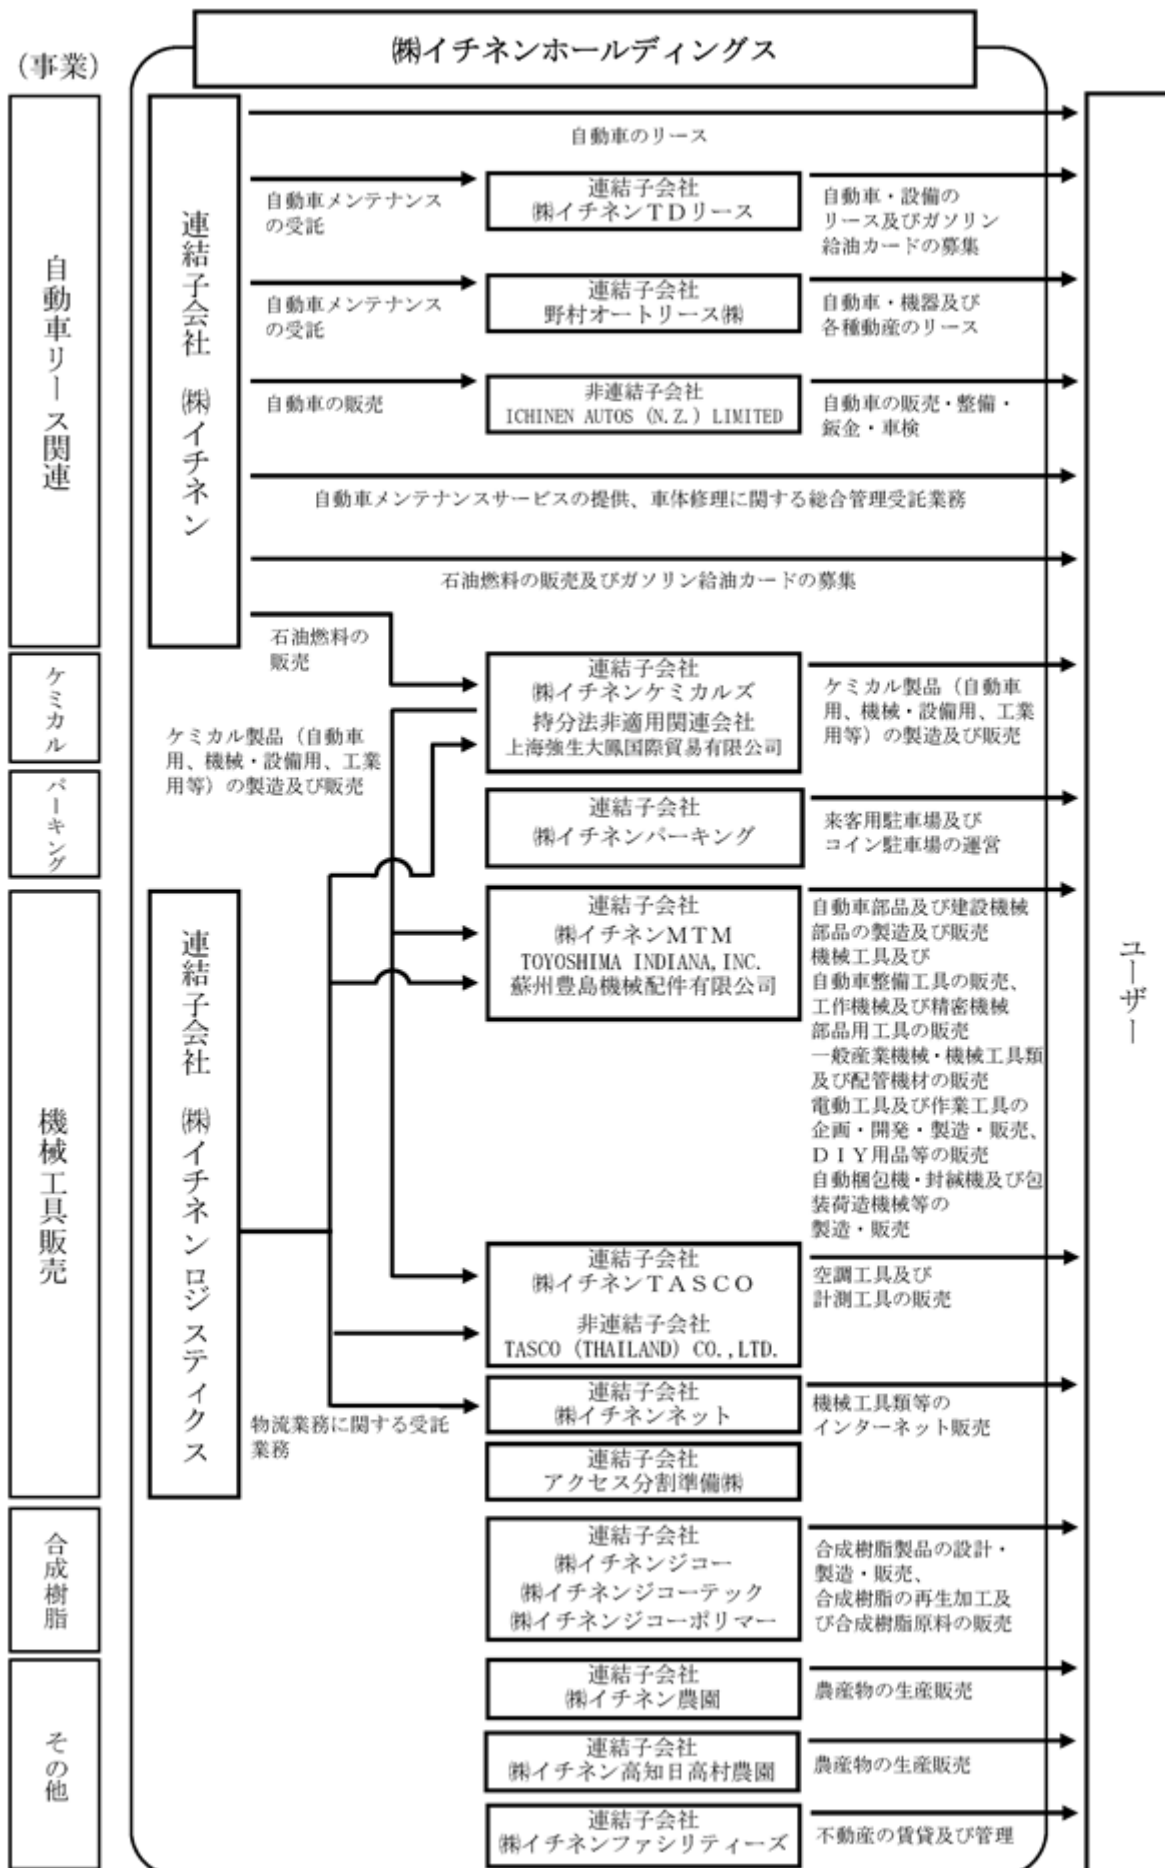 ㈱イチネンホールディングス
（事業）
自動車リース関連
連結子会社　㈱イチネン
自動車のリース
自動車メンテナンス
の受託
連結子会社
㈱イチネンＴＤリース
自動車・設備の
リース及びガソリン
給油カードの募集
自動車メンテナンス
の受託
連結子会社
野村オートリース㈱
自動車・機器及び
各種動産のリース
自動車の販売
非連結子会社
ICHINEN AUTOS (N.Z.) LIMITED
自動車の販売・整備・
鈑金・車検
自動車メンテナンスサービスの提供、車体修理に関する総合管理受託業務
石油燃料の販売及びガソリン給油カードの募集
石油燃料の
販売
ケミカル
連結子会社
㈱イチネンケミカルズ
持分法非適用関連会社
上海強生大鳳国際貿易有限公司
ケミカル製品（自動車
用、機械・設備用、工業
用等）の製造及び販売
ケミカル製品（自動車
用、機械・設備用、工業
用等）の製造及び販売
パーキング
連結子会社
㈱イチネンパーキング
来客用駐車場及び
コイン駐車場の運営
機械工具販売
連結子会社　㈱イチネンロジスティクス
連結子会社
㈱イチネンＭＴＭ
TOYOSHIMA INDIANA,INC.
蘇州豊島機械配件有限公司
自動車部品及び建設機械
部品の製造及び販売
機械工具及び
自動車整備工具の販売、
工作機械及び精密機械
部品用工具の販売
一般産業機械・機械工具類
及び配管機材の販売
電動工具及び作業工具の
企画・開発・製造・販売、
ＤＩＹ用品等の販売
自動梱包機・封緘機及び包
装荷造機械等の
製造・販売
連結子会社
㈱イチネンＴＡＳＣＯ
非連結子会社
TASCO (THAILAND) CO.,LTD.
空調工具及び
計測工具の販売
連結子会社
㈱イチネンネット
機械工具類等の
インターネット販売
物流業務に関する受託
業務
連結子会社
アクセス分割準備㈱
合成樹脂
連結子会社
㈱イチネンジコー
㈱イチネンジコーテック
㈱イチネンジコーポリマー
合成樹脂製品の設計・
製造・販売、
合成樹脂の再生加工及
び合成樹脂原料の販売
その他
連結子会社
㈱イチネン農園
農産物の生産販売
連結子会社
㈱イチネン高知日高村農園
農産物の生産販売
連結子会社
㈱イチネンファシリティーズ
不動産の賃貸及び管理
ユーザー